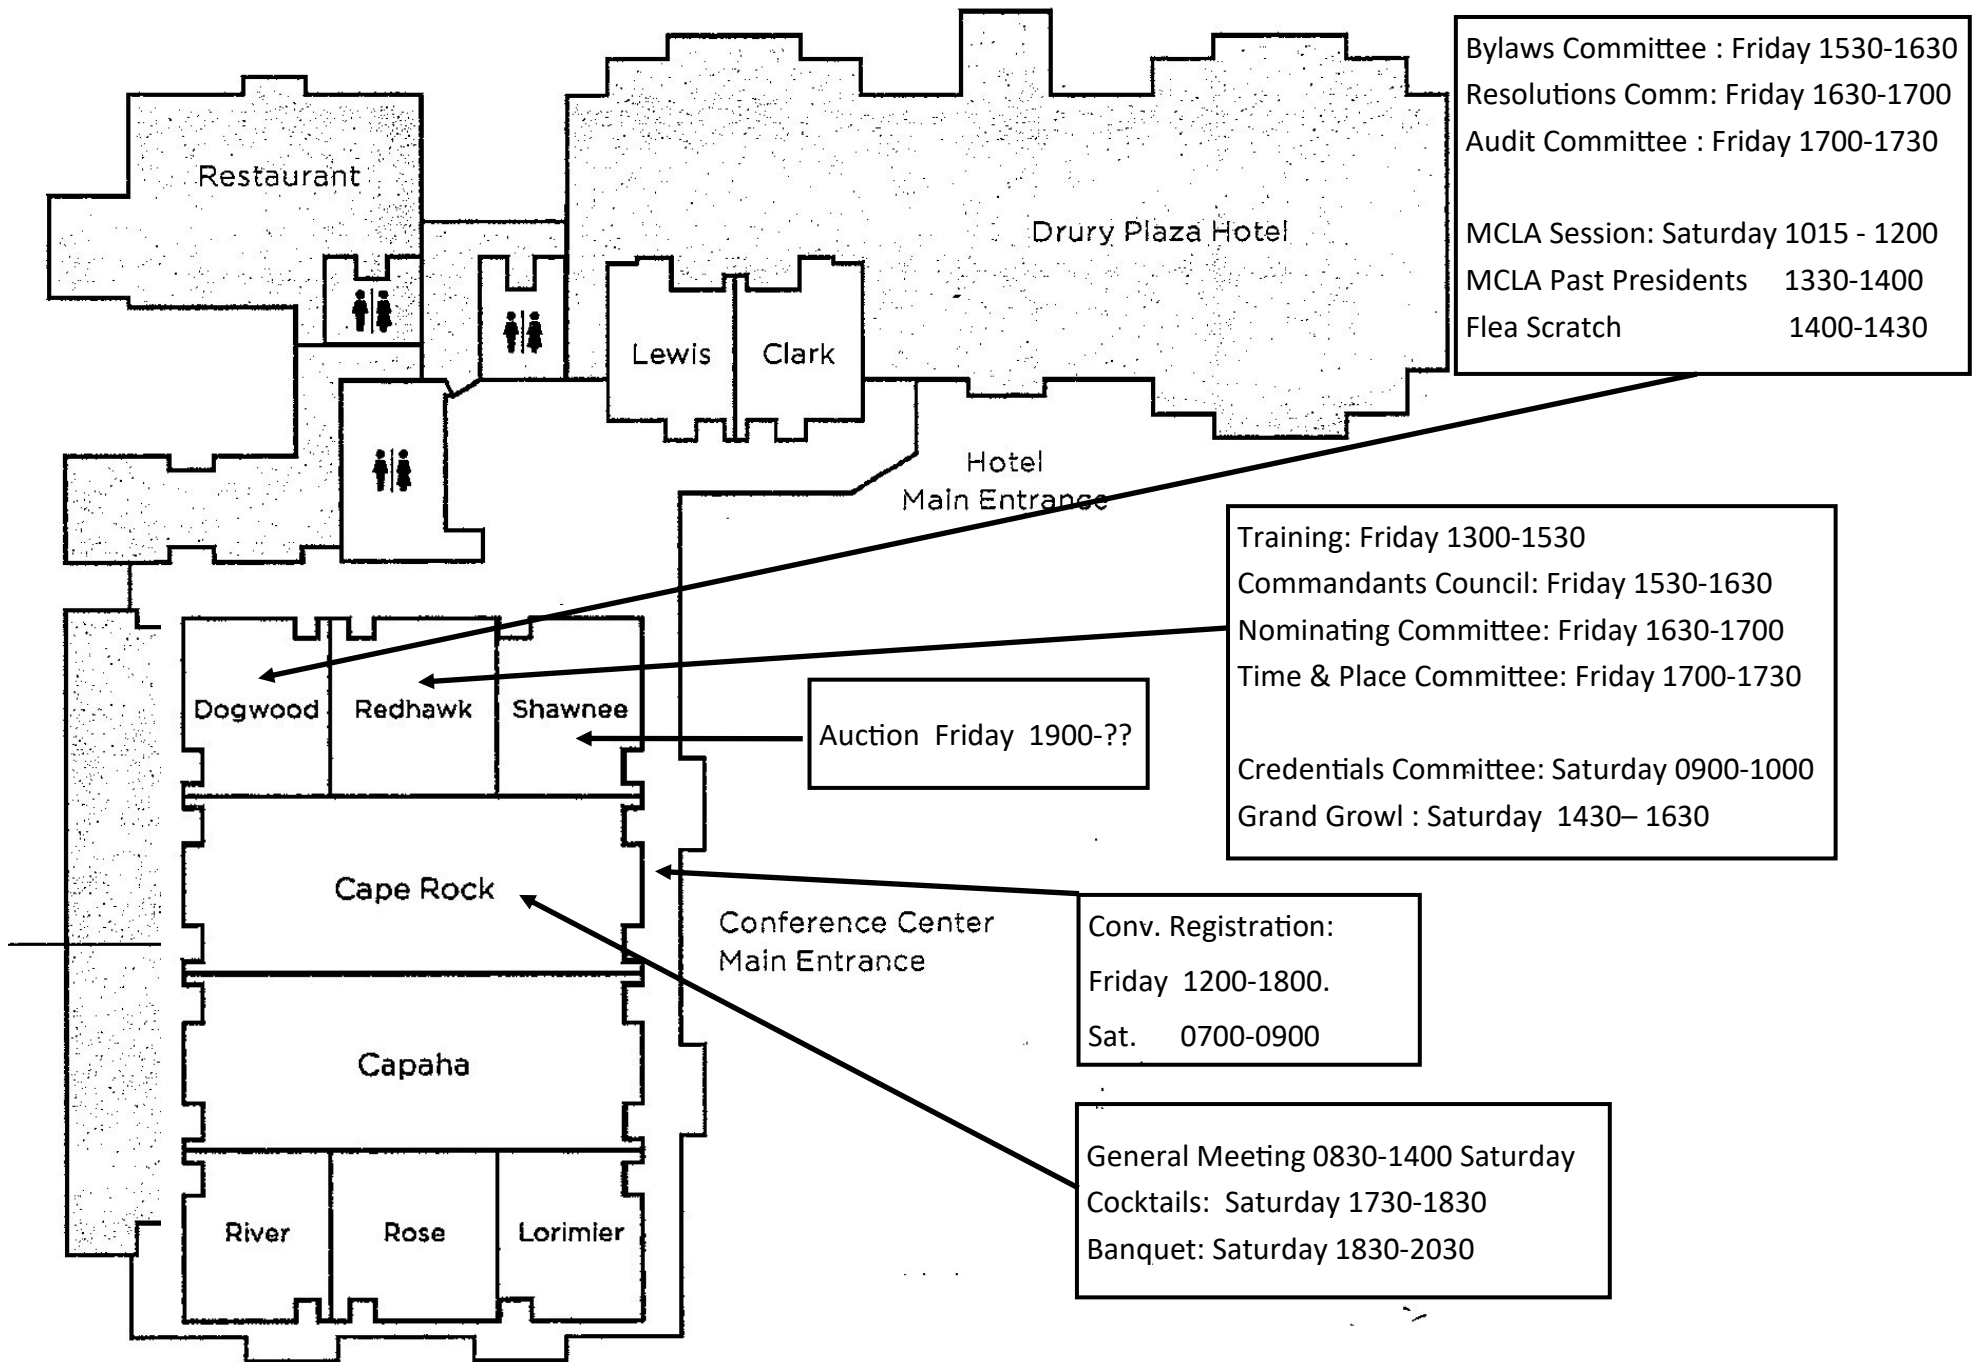 Bylaws Committee : Friday 1530-1630
Resolutions Comm: Friday 1630-1700
Audit Committee : Friday 1700-1730
MCLA Session: Saturday 1015 - 1200
MCLA Past Presidents 1330-1400
Flea Scratch 1400-1430
Restaurant
Drury Plaza Hotel
Lewis
Clark
Hotel
Main Entrance
Training: Friday 1300-1530
Commandants Council: Friday 1530-1630
Nominating Committee: Friday 1630-1700
Time & Place Committee: Friday 1700-1730
Credentials Committee: Saturday 0900-1000
Grand Growl : Saturday 1430– 1630
Dogwood
Redhawk
Shawnee
Auction Friday 1900-??
Cape Rock
Conference Center
Main Entrance
Conv. Registration:
Friday 1200-1800.
Sat. 0700-0900
Capaha
General Meeting 0830-1400 Saturday
Cocktails: Saturday 1730-1830
Banquet: Saturday 1830-2030
River
Rose
Lorimier